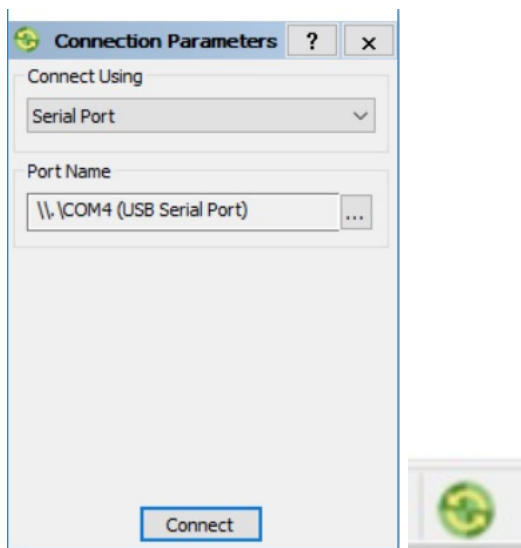 Connection Parameters ? x
Connect Using
Serial Port
Port Name
\\.\COM4 (USB Serial Port)
...
Connect